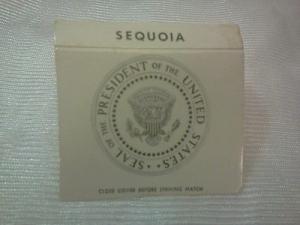 SEQUOIA
SEAL OF THE PRESIDENT OF THE UNITED STATES
CLOSE COVER BEFORE STRIKING MATCH